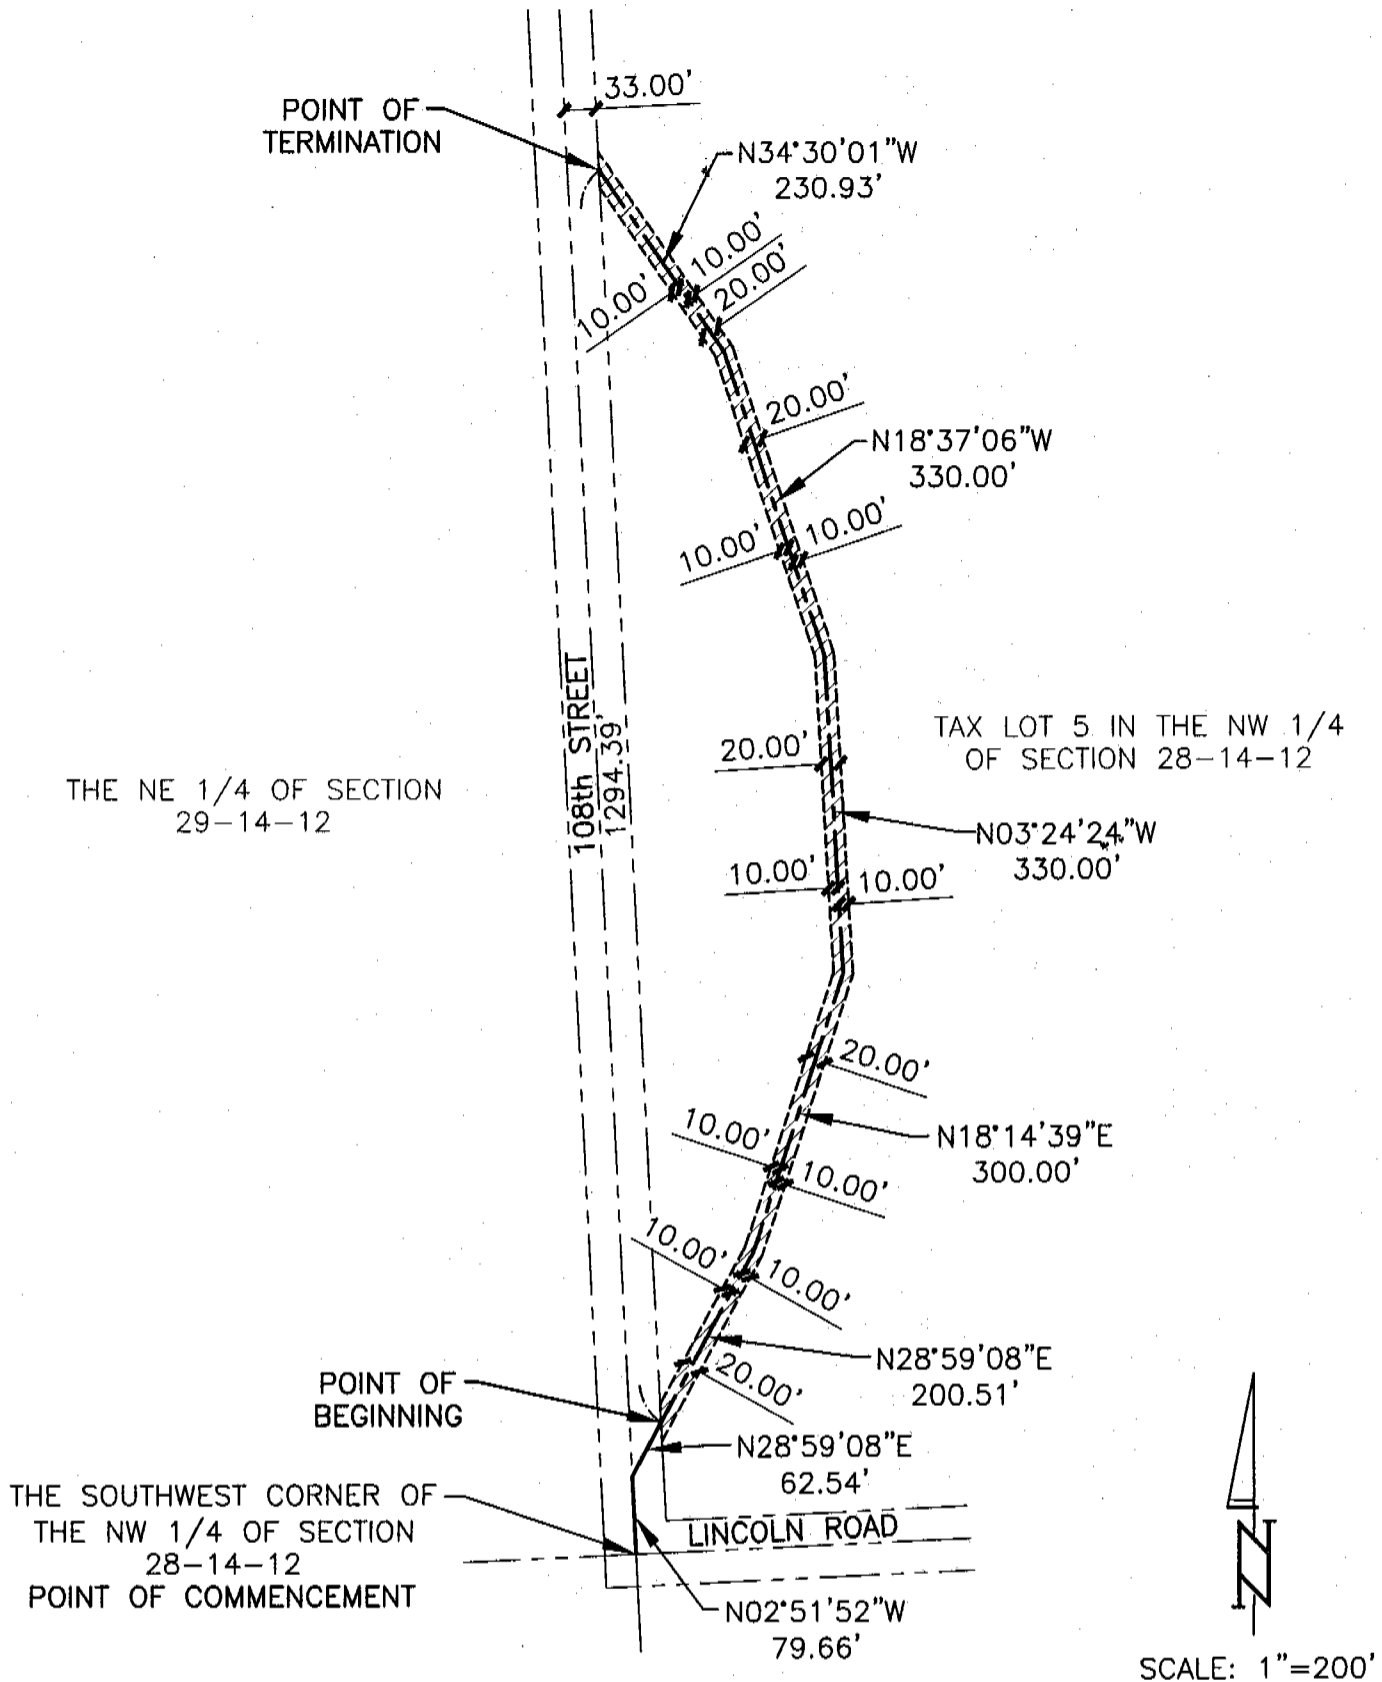 33.00'
POINT OF
TERMINATION
N34°30'01"W
230.93'
10.00'
10.00'
20.00'
20.00'
N18°37'06"W
330.00'
10.00'
10.00'
108th STREET
1294.39'
TAX LOT 5 IN THE NW 1/4
OF SECTION 28-14-12
20.00'
THE NE 1/4 OF SECTION
29-14-12
N03°24'24"W
330.00'
10.00'
10.00'
20.00'
N18°14'39"E
300.00'
10.00'
10.00'
10.00'
10.00'
N28°59'08"E
200.51'
20.00'
POINT OF
BEGINNING
N28°59'08"E
62.54'
THE SOUTHWEST CORNER OF
THE NW 1/4 OF SECTION
28-14-12
POINT OF COMMENCEMENT
LINCOLN ROAD
N02°51'52"W
79.66'
N
SCALE: 1"=200'